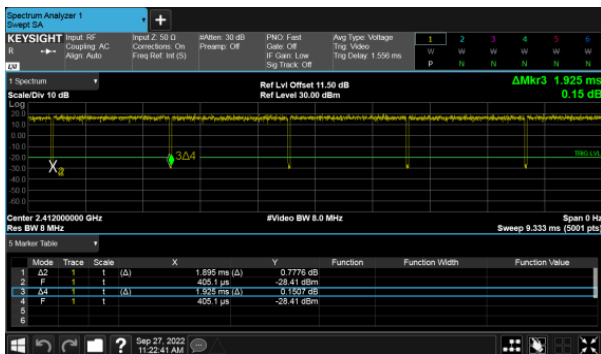 Spectrum Analyzer 1
Swept SA
+
KEYSIGHT Input: RF Input Z: 50 Ω #Atten: 30 dB PNO: Fast Avg Type: Voltage 1 2 3 4 5 6
R Coupling: AC Corrections: On Preamp: Off Gate: Off Trig: Video W W W W W W
Align: Auto Freq Ref: Int (S) IF Gain: Low Trig Delay: 1.556 ms P N N N N N
LXI Sig Track: Off
1 Spectrum ΔMkr3 1.925 ms
Ref Lvl Offset 11.50 dB
Scale/Div 10 dB Ref Level 30.00 dBm 0.15 dB
Log
20.0
10.0
0.00
-10.0
-20.0 3Δ4 TRIG LVL
-30.0 X2
-40.0
-50.0
-60.0
Center 2.412000000 GHz #Video BW 8.0 MHz Span 0 Hz
Res BW 8 MHz Sweep 9.333 ms (5001 pts)
5 Marker Table
Mode Trace Scale X Y Function Function Width Function Value
1 Δ2 1 t (Δ) 1.895 ms (Δ) 0.7776 dB
2 F 1 t 405.1 µs -28.41 dBm
3 Δ4 1 t (Δ) 1.925 ms (Δ) 0.1507 dB
4 F 1 t 405.1 µs -28.41 dBm
5
6
? Sep 27, 2022
11:22:41 AM